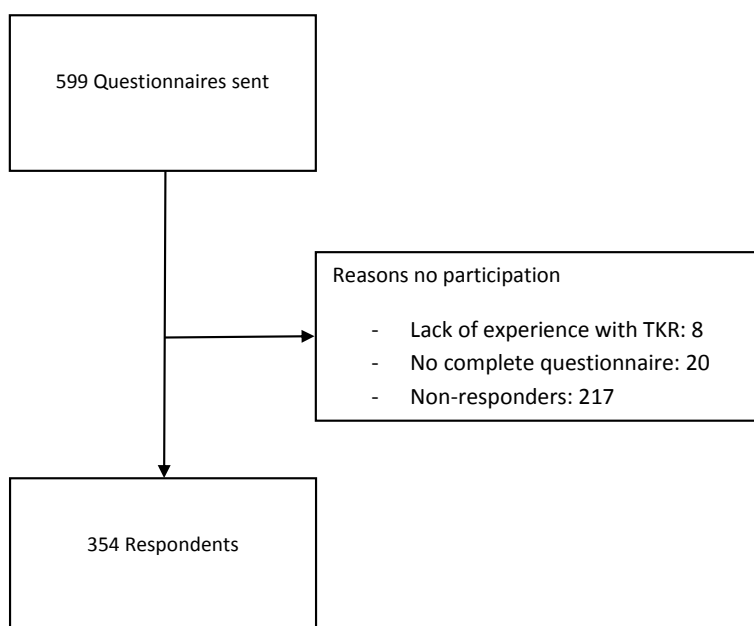 599 Questionnaires sent
Reasons no participation
- Lack of experience with TKR: 8
- No complete questionnaire: 20
- Non-responders: 217
354 Respondents